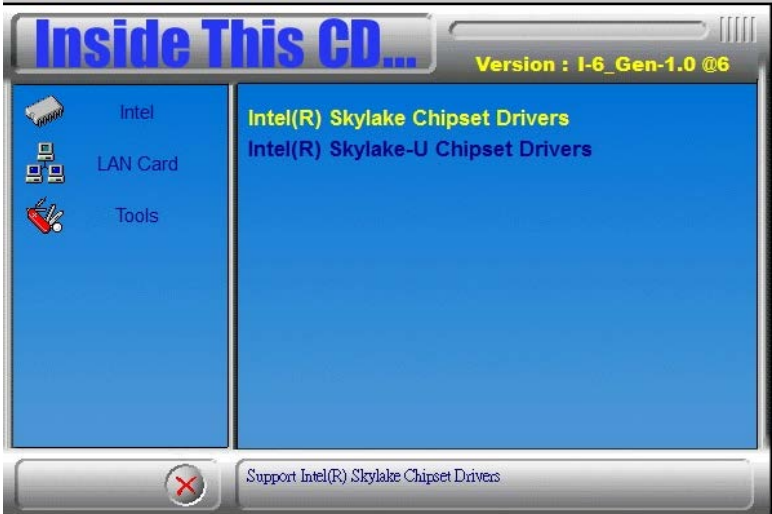 Inside This CD...
Version : I-6_Gen-1.0 @6
Intel
LAN Card
Tools
Intel(R) Skylake Chipset Drivers
Intel(R) Skylake-U Chipset Drivers
Support Intel(R) Skylake Chipset Drivers